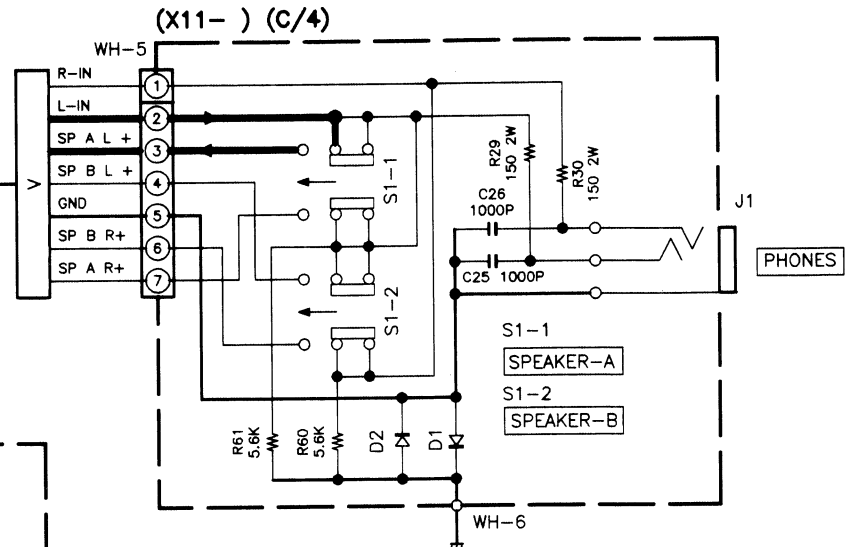 (X11- ) (C/4)
WH-5
R-IN
L-IN
SP A L +
SP B L +
GND
SP B R+
SP A R+
V
1
2
3
4
5
6
7
S1-1
S1-2
R29
150 2W
R30
150 2W
C26
1000P
C25 1000P
J1
PHONES
S1-1
SPEAKER-A
S1-2
SPEAKER-B
R61
5.6K
R60
5.6K
D2
D1
WH-6